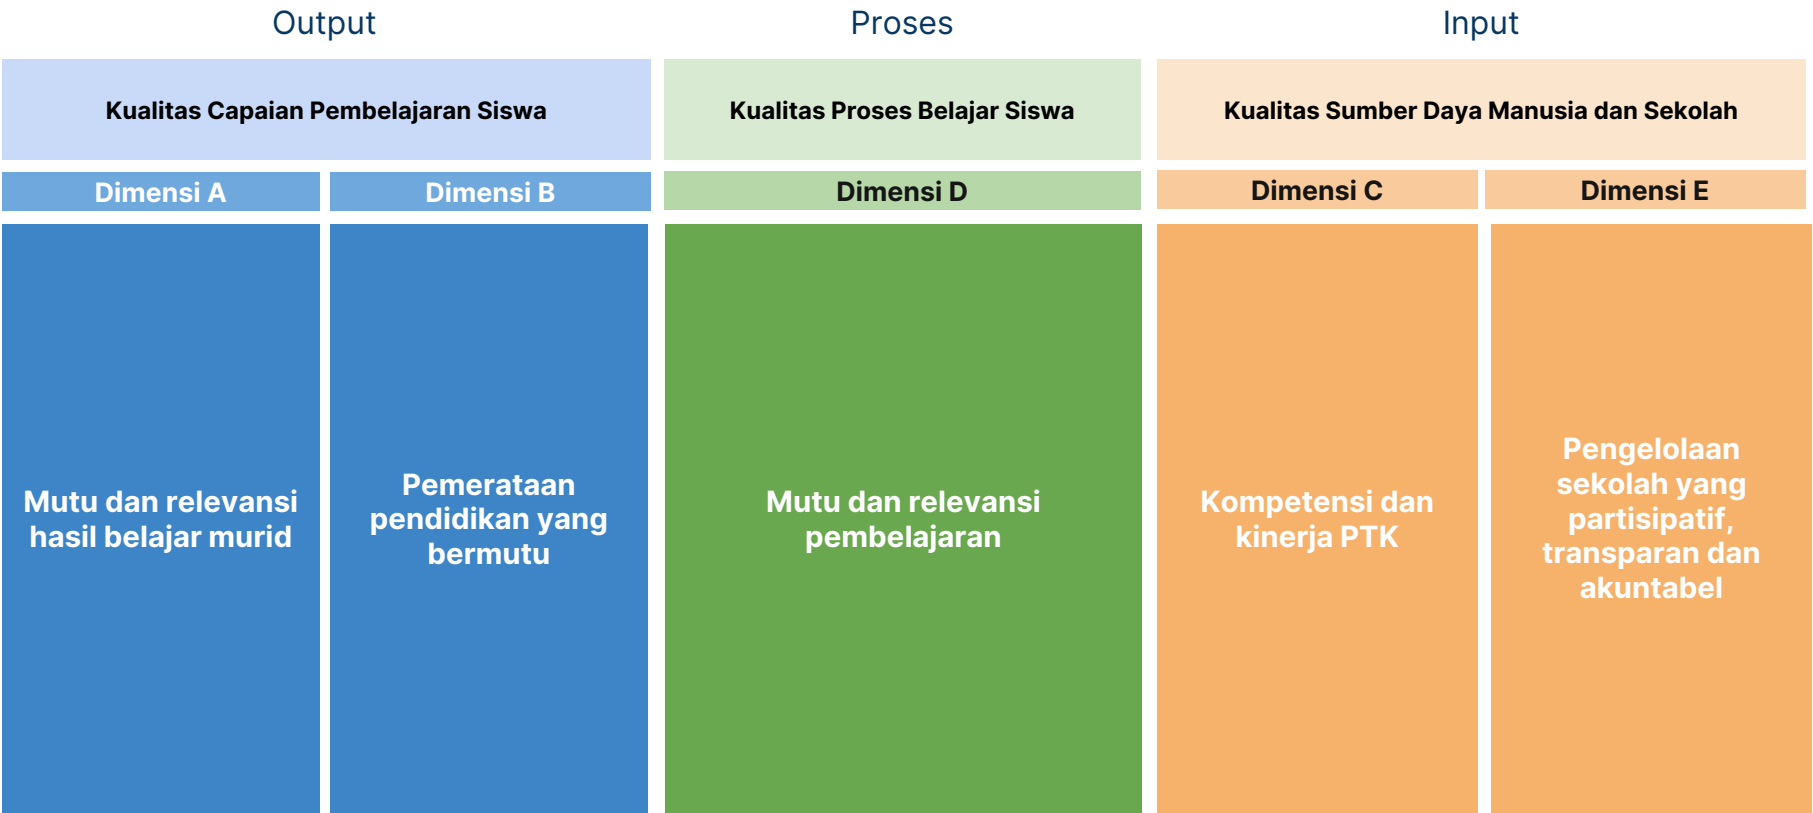 Output
Proses
Input
Kualitas Capaian Pembelajaran Siswa
Kualitas Proses Belajar Siswa
Kualitas Sumber Daya Manusia dan Sekolah
Dimensi A
Dimensi B
Dimensi D
Dimensi C
Dimensi E
Mutu dan relevansi
hasil belajar murid
Pemerataan
pendidikan yang
bermutu
Mutu dan relevansi
pembelajaran
Kompetensi dan
kinerja PTK
Pengelolaan
sekolah yang
partisipatif,
transparan dan
akuntabel